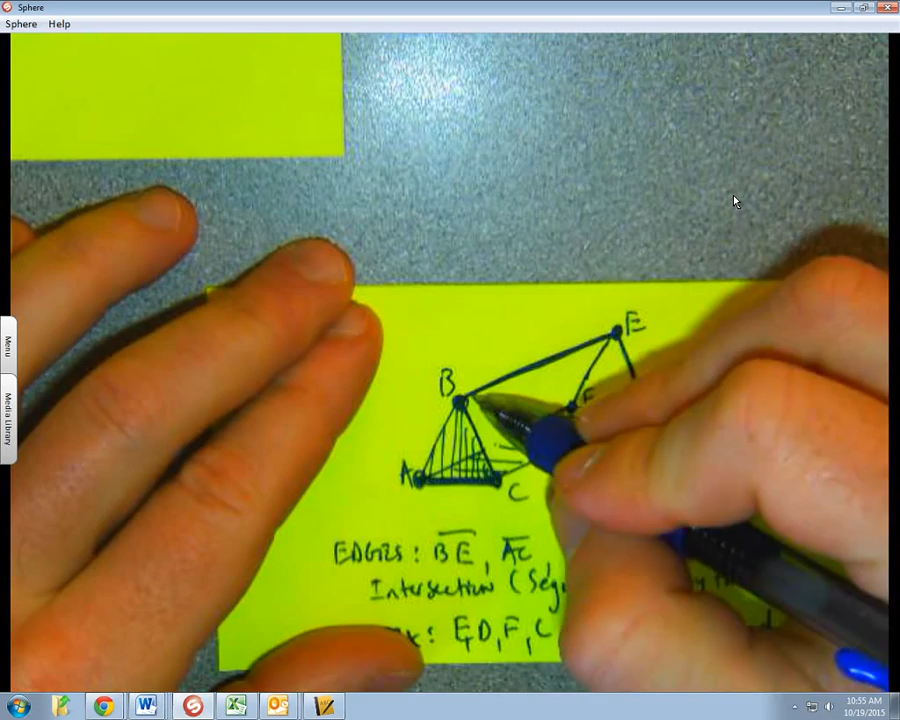 Sphere
Sphere Help
Menu
Media Library
E
B
F
A
C
EDGES: BE, AC
Intersection (Seg
: E, D, F, C
10:55 AM
10/19/2015